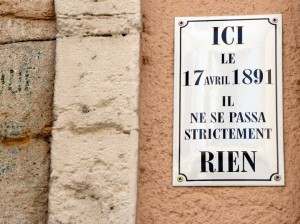 ICI
LE
17 AVRIL 1891
IL
NE SE PASSA
STRICTEMENT
RIEN